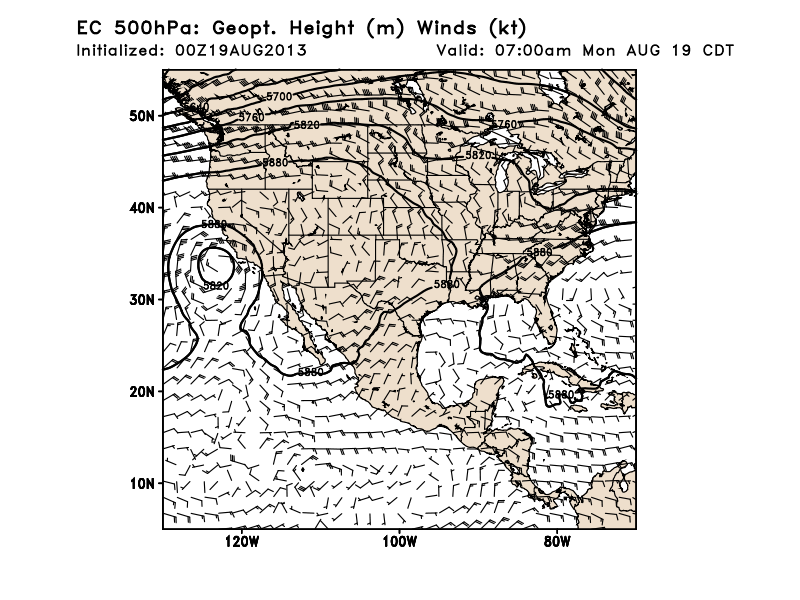 EC 500hPa: Geopt. Height (m) Winds (kt)
Initialized: 00Z19AUG2013 Valid: 07:00am Mon AUG 19 CDT
5700
5760
5820
5760
5820
5880
50N
40N
5880
5880
5820
5880
30N
5880
5880
20N
10N
120W 100W 80W